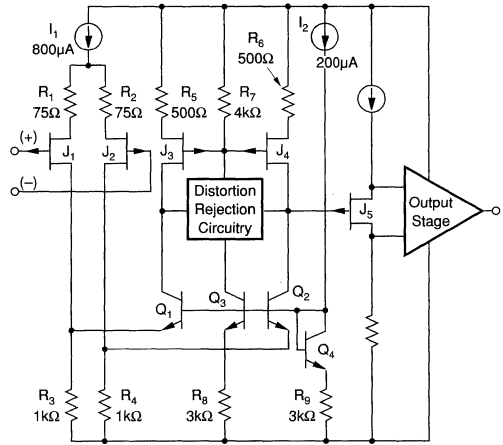 I₁
800µA
I₂
200µA
R₆
500Ω
R₁
75Ω
R₂
75Ω
R₅
500Ω
R₇
4kΩ
(+)
(−)
J₁
J₂
J₃
J₄
J₅
Distortion
Rejection
Circuitry
Output
Stage
Q₁
Q₃
Q₂
Q₄
R₃
1kΩ
R₄
1kΩ
R₈
3kΩ
R₉
3kΩ